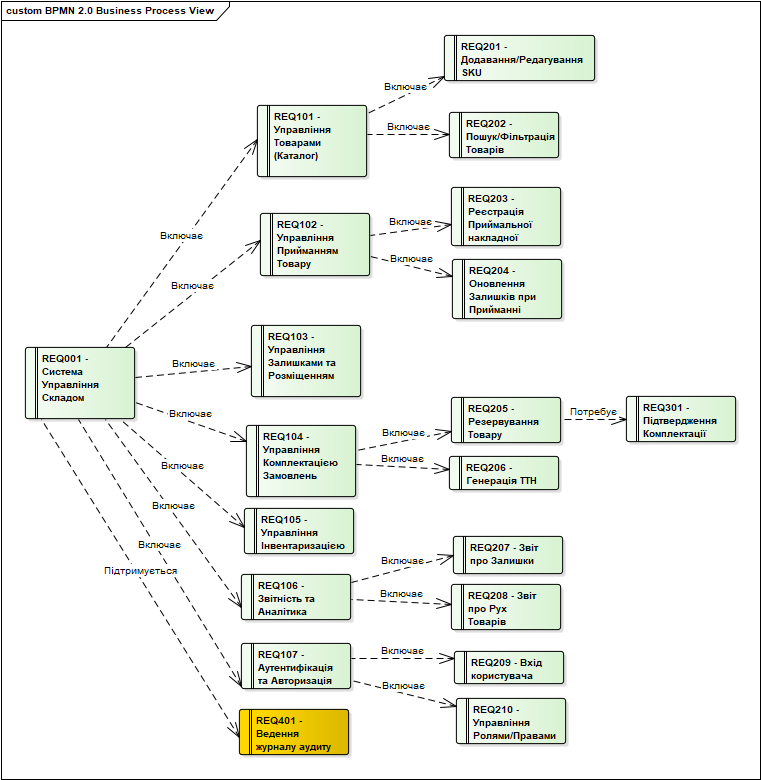 custom BPMN 2.0 Business Process View
REQ201 -
Додавання/Редагування
SKU
Включає
REQ101 -
Управління
Товарами
(Каталог)
Включає
REQ202 -
Пошук/Фільтрація
Товарів
REQ203 -
Реєстрація
Приймальної
накладної
Включає
REQ102 -
Управління
Прийманням
Товару
Включає
Включає
REQ204 -
Оновлення
Залишків при
Прийманні
Включає
REQ103 -
Управління
Залишками та
Розміщенням
Включає
REQ001 -
Система
Управління
Складом
Включає
REQ205 -
Резервування
Товару
Потребує
REQ301 -
Підтвердження
Комплектації
Включає
REQ104 -
Управління
Комплектацією
Замовлень
Включає
Включає
REQ206 -
Генерація ТТН
Включає
REQ105 -
Управління
Інвентаризацією
Включає
REQ207 - Звіт
про Залишки
Включає
Включає
Підтримується
REQ106 -
Звітність та
Аналітика
Включає
REQ208 - Звіт
про Рух
Товарів
REQ107 -
Аутентифікація
та Авторизація
Включає
REQ209 - Вхід
користувача
Включає
REQ210 -
Управління
Ролями/Правами
REQ401 -
Ведення
журналу аудиту